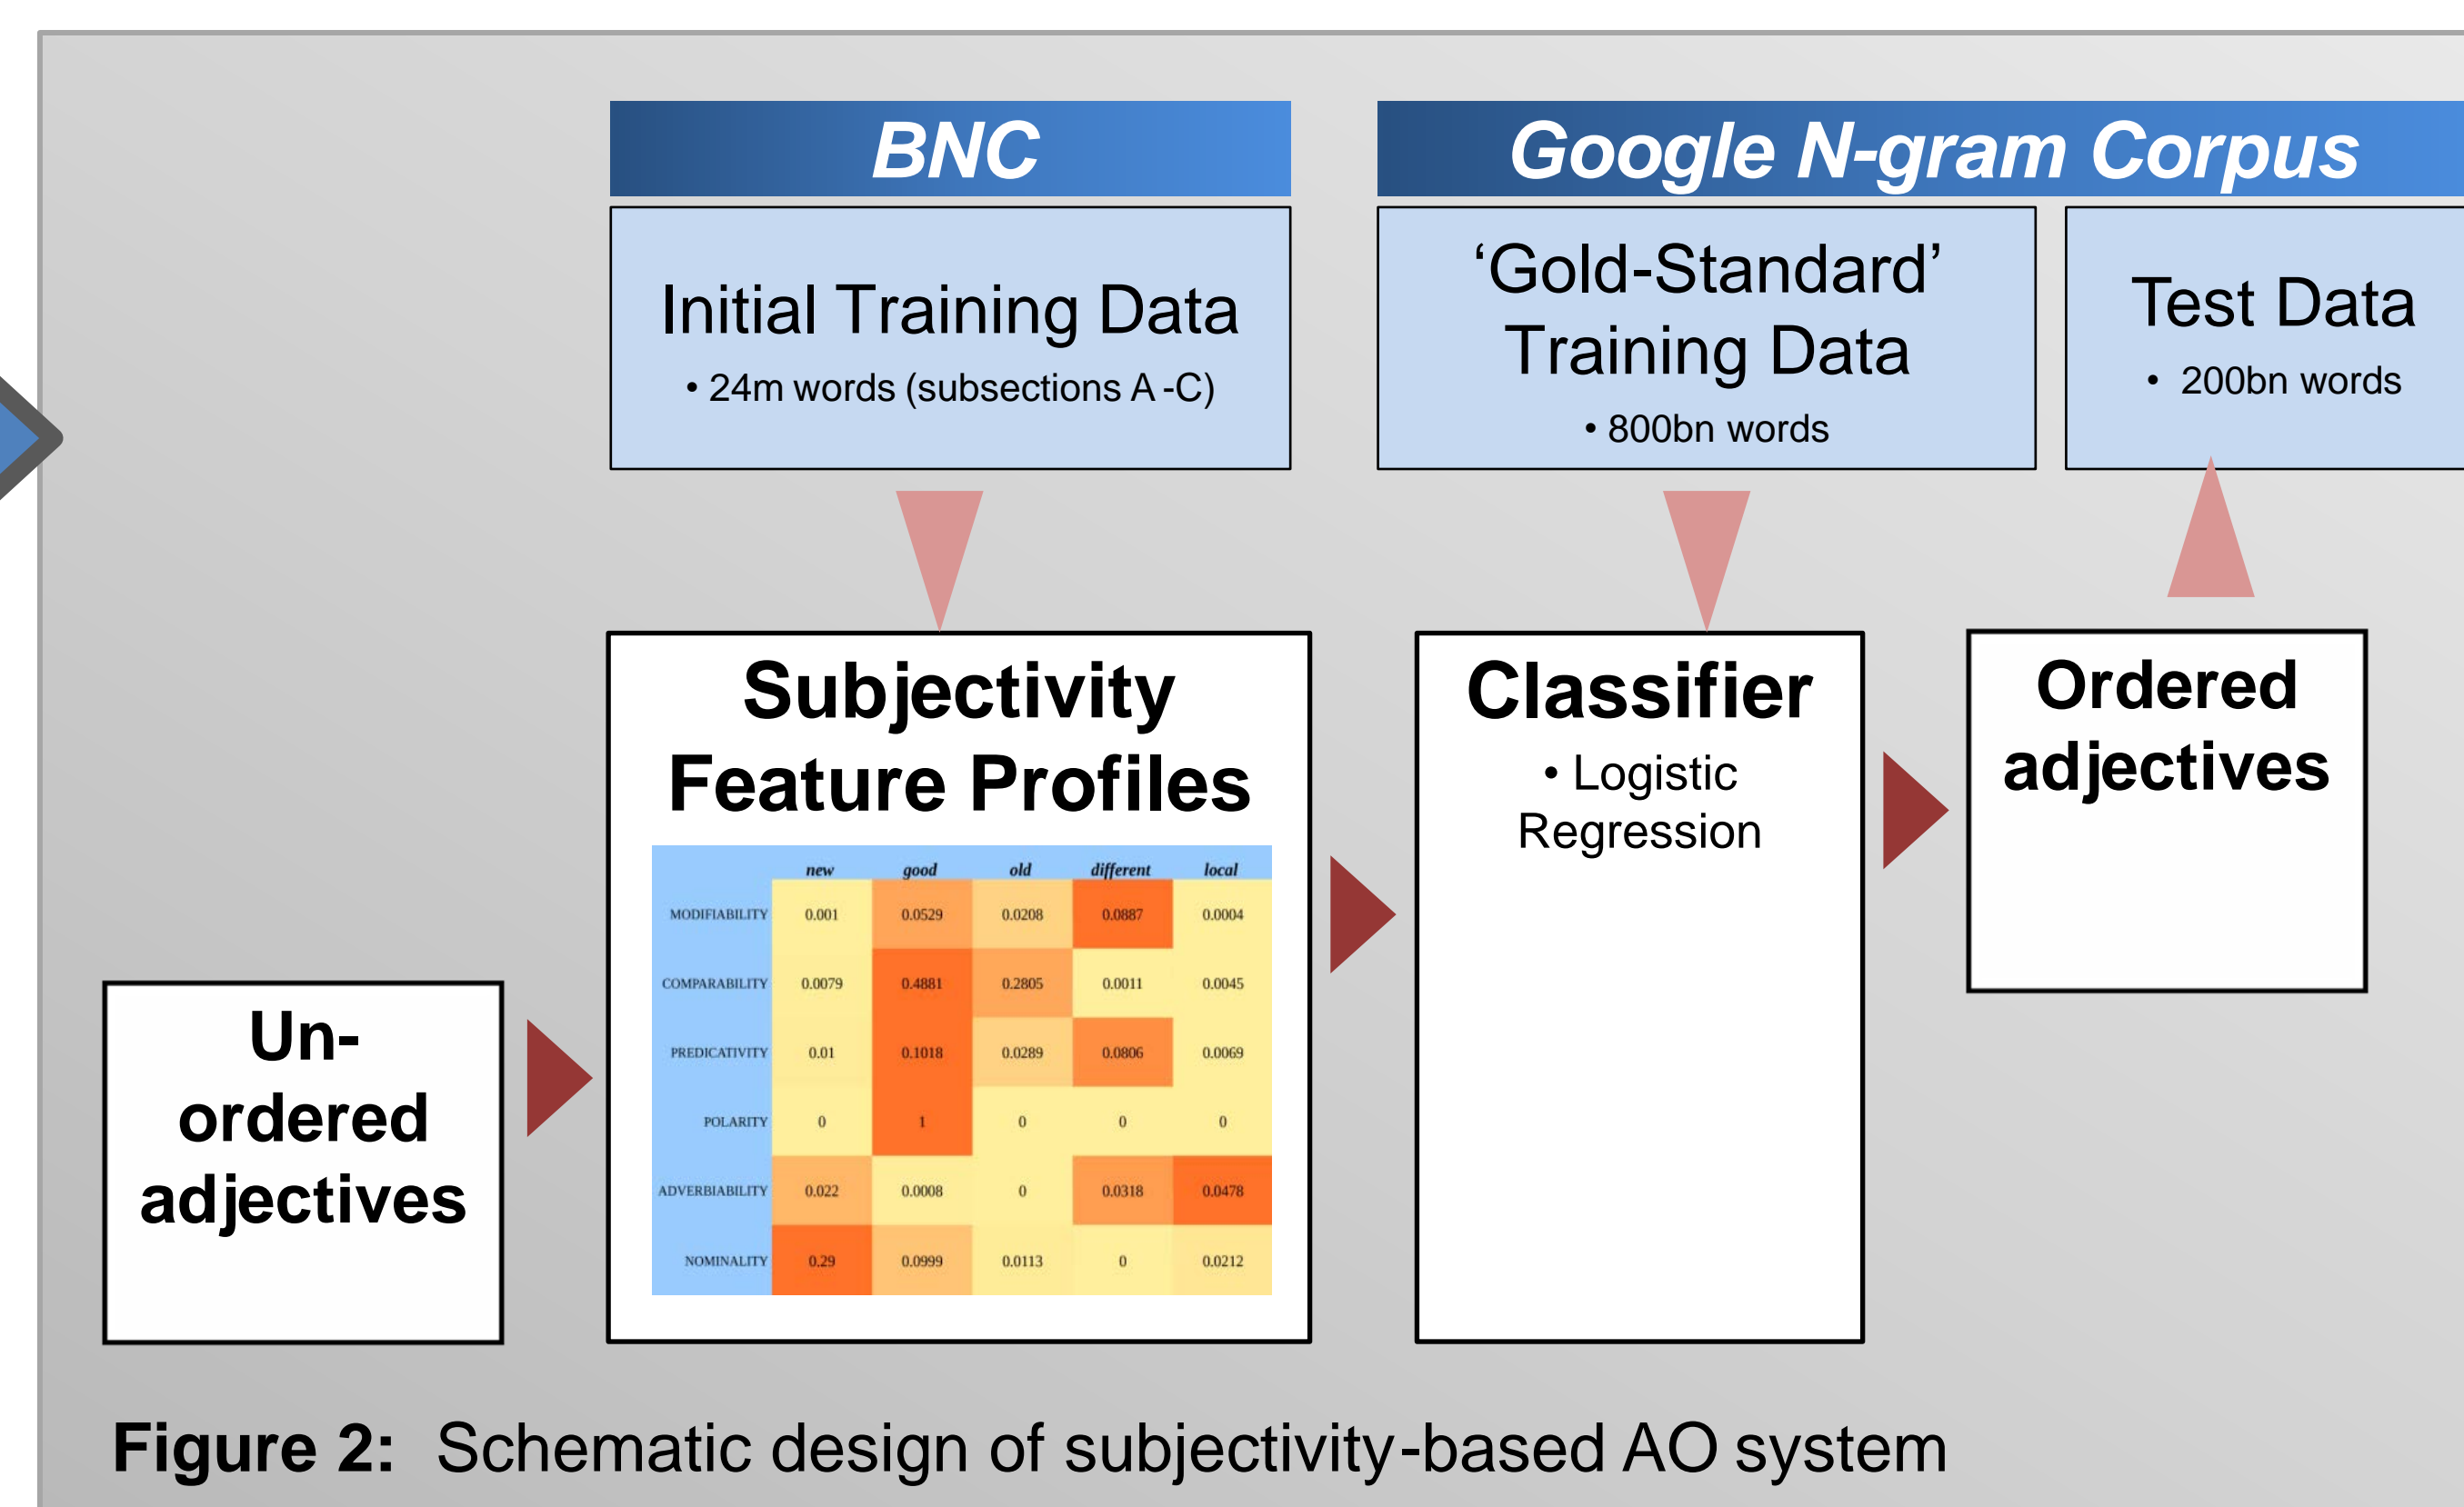 BNC
Google N-gram Corpus
Initial Training Data
• 24m words (subsections A -C)
‘Gold-Standard’
Training Data
• 800bn words
Test Data
• 200bn words
Un-
ordered
adjectives
Subjectivity
Feature Profiles
new good old different local
MODIFIABILITY 0.001 0.0529 0.0208 0.0887 0.0004
COMPARABILITY 0.0079 0.4881 0.2805 0.0011 0.0045
PREDICATIVITY 0.01 0.1018 0.0289 0.0806 0.0069
POLARITY 0 1 0 0 0
ADVERBIABILITY 0.022 0.0008 0 0.0318 0.0478
NOMINALITY 0.29 0.0999 0.0113 0 0.0212
Classifier
• Logistic
Regression
Ordered
adjectives
Figure 2: Schematic design of subjectivity-based AO system